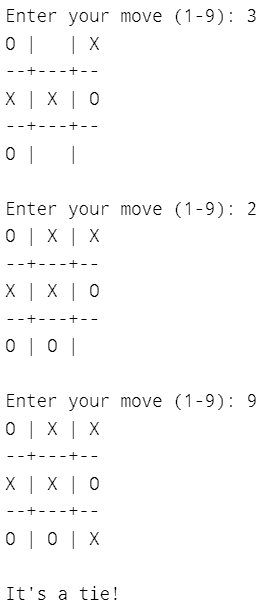 Enter your move (1-9): 3
O |   | X
--+---+--
X | X | O
--+---+--
O |   |
Enter your move (1-9): 2
O | X | X
--+---+--
X | X | O
--+---+--
O | O |
Enter your move (1-9): 9
O | X | X
--+---+--
X | X | O
--+---+--
O | O | X
It's a tie!